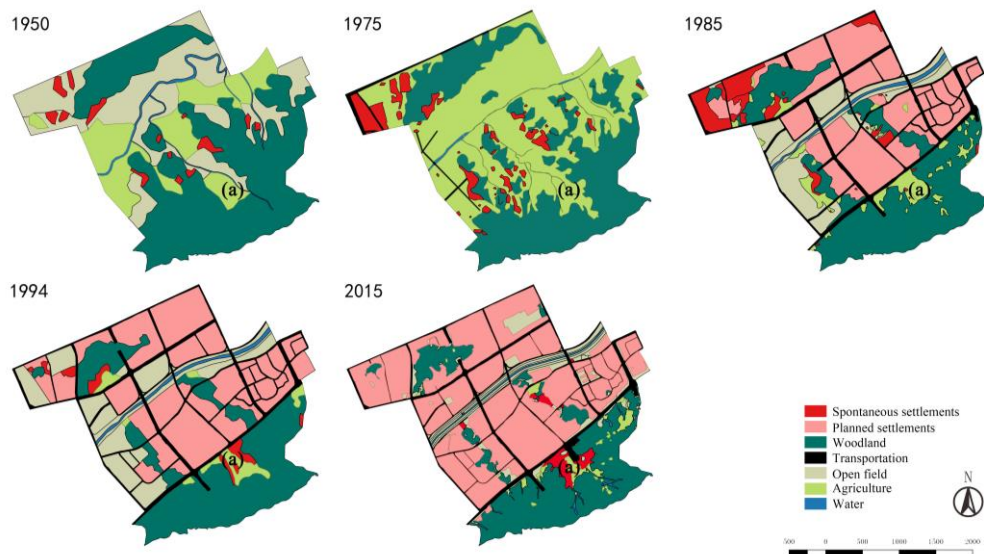 1950
1975
1985
(a)
(a)
(a)
1994
2015
(a)
(a)
Spontaneous settlements
Planned settlements
Woodland
Transportation
Open field
Agriculture
Water
N
500 0 500 1000 1500 2000